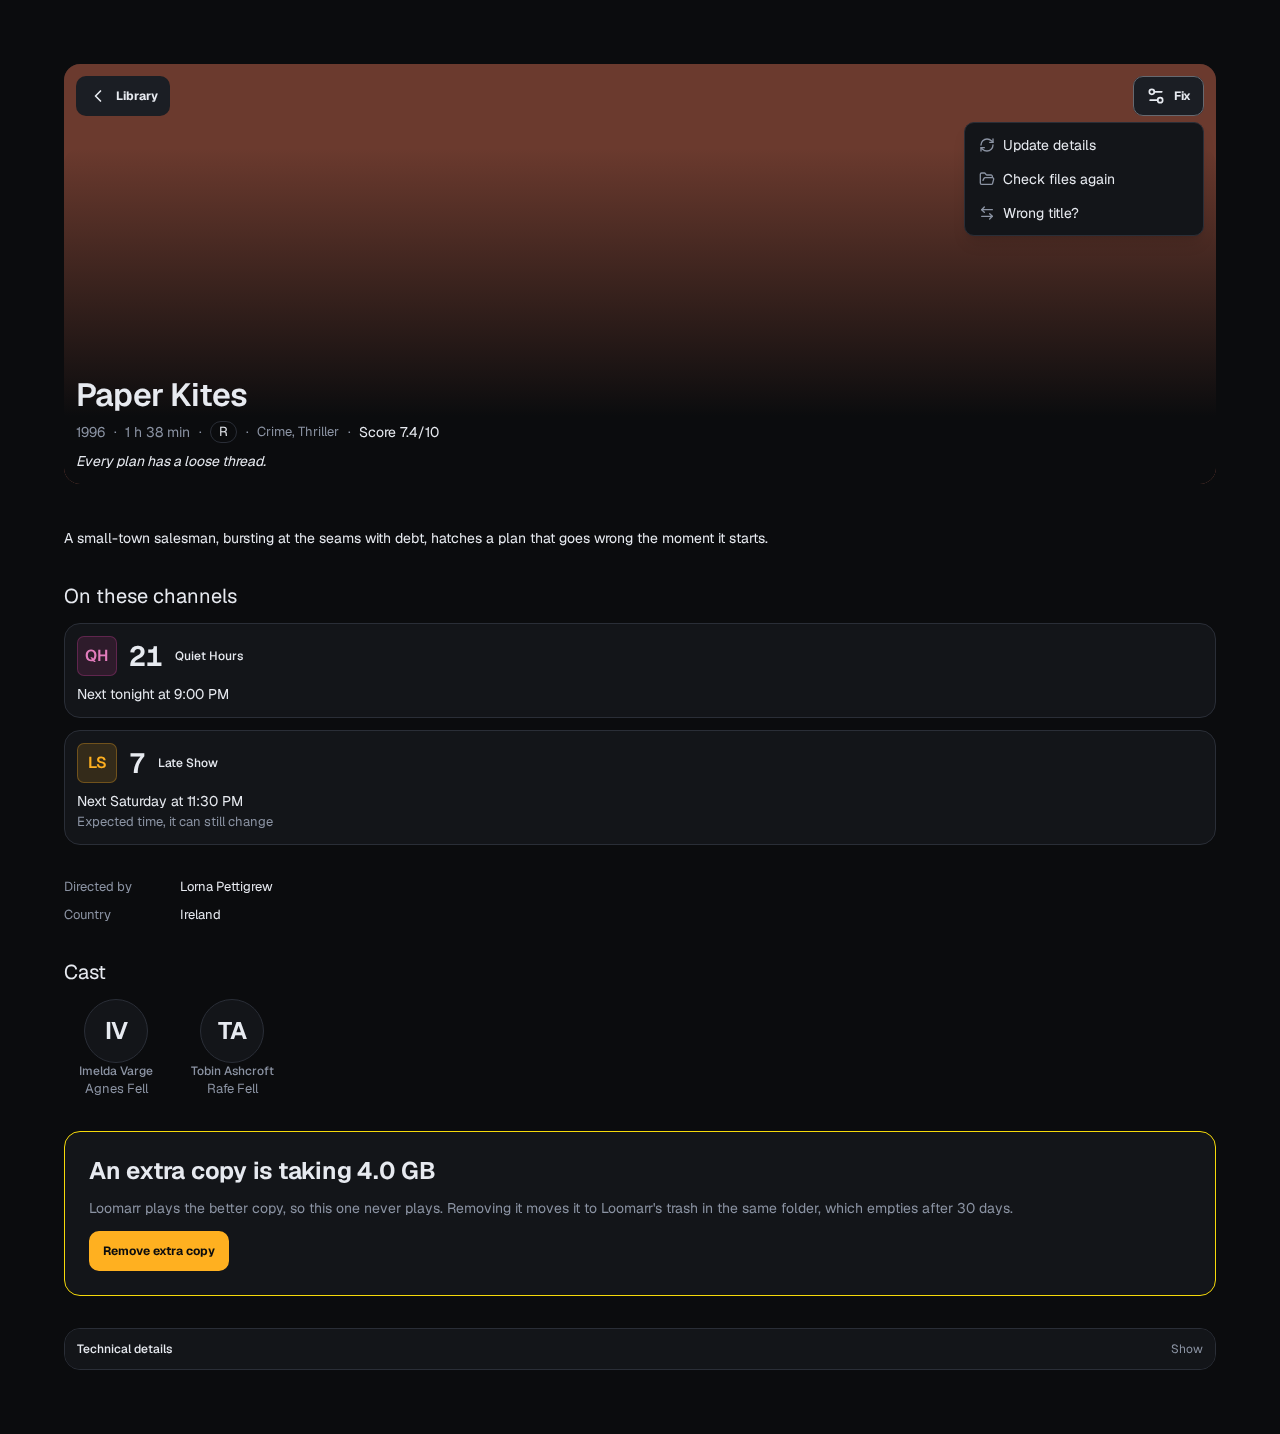 Library
Fix
Update details
Check files again
Wrong title?
Paper Kites
1996 · 1 h 38 min · R · Crime, Thriller · Score 7.4/10
Every plan has a loose thread.
A small-town salesman, bursting at the seams with debt, hatches a plan that goes wrong the moment it starts.
On these channels
QH 21 Quiet Hours
Next tonight at 9:00 PM
LS 7 Late Show
Next Saturday at 11:30 PM
Expected time, it can still change
Directed by Lorna Pettigrew
Country Ireland
Cast
IV TA
Imelda Varge Tobin Ashcroft
Agnes Fell Rafe Fell
An extra copy is taking 4.0 GB
Loomarr plays the better copy, so this one never plays. Removing it moves it to Loomarr's trash in the same folder, which empties after 30 days.
Remove extra copy
Technical details Show